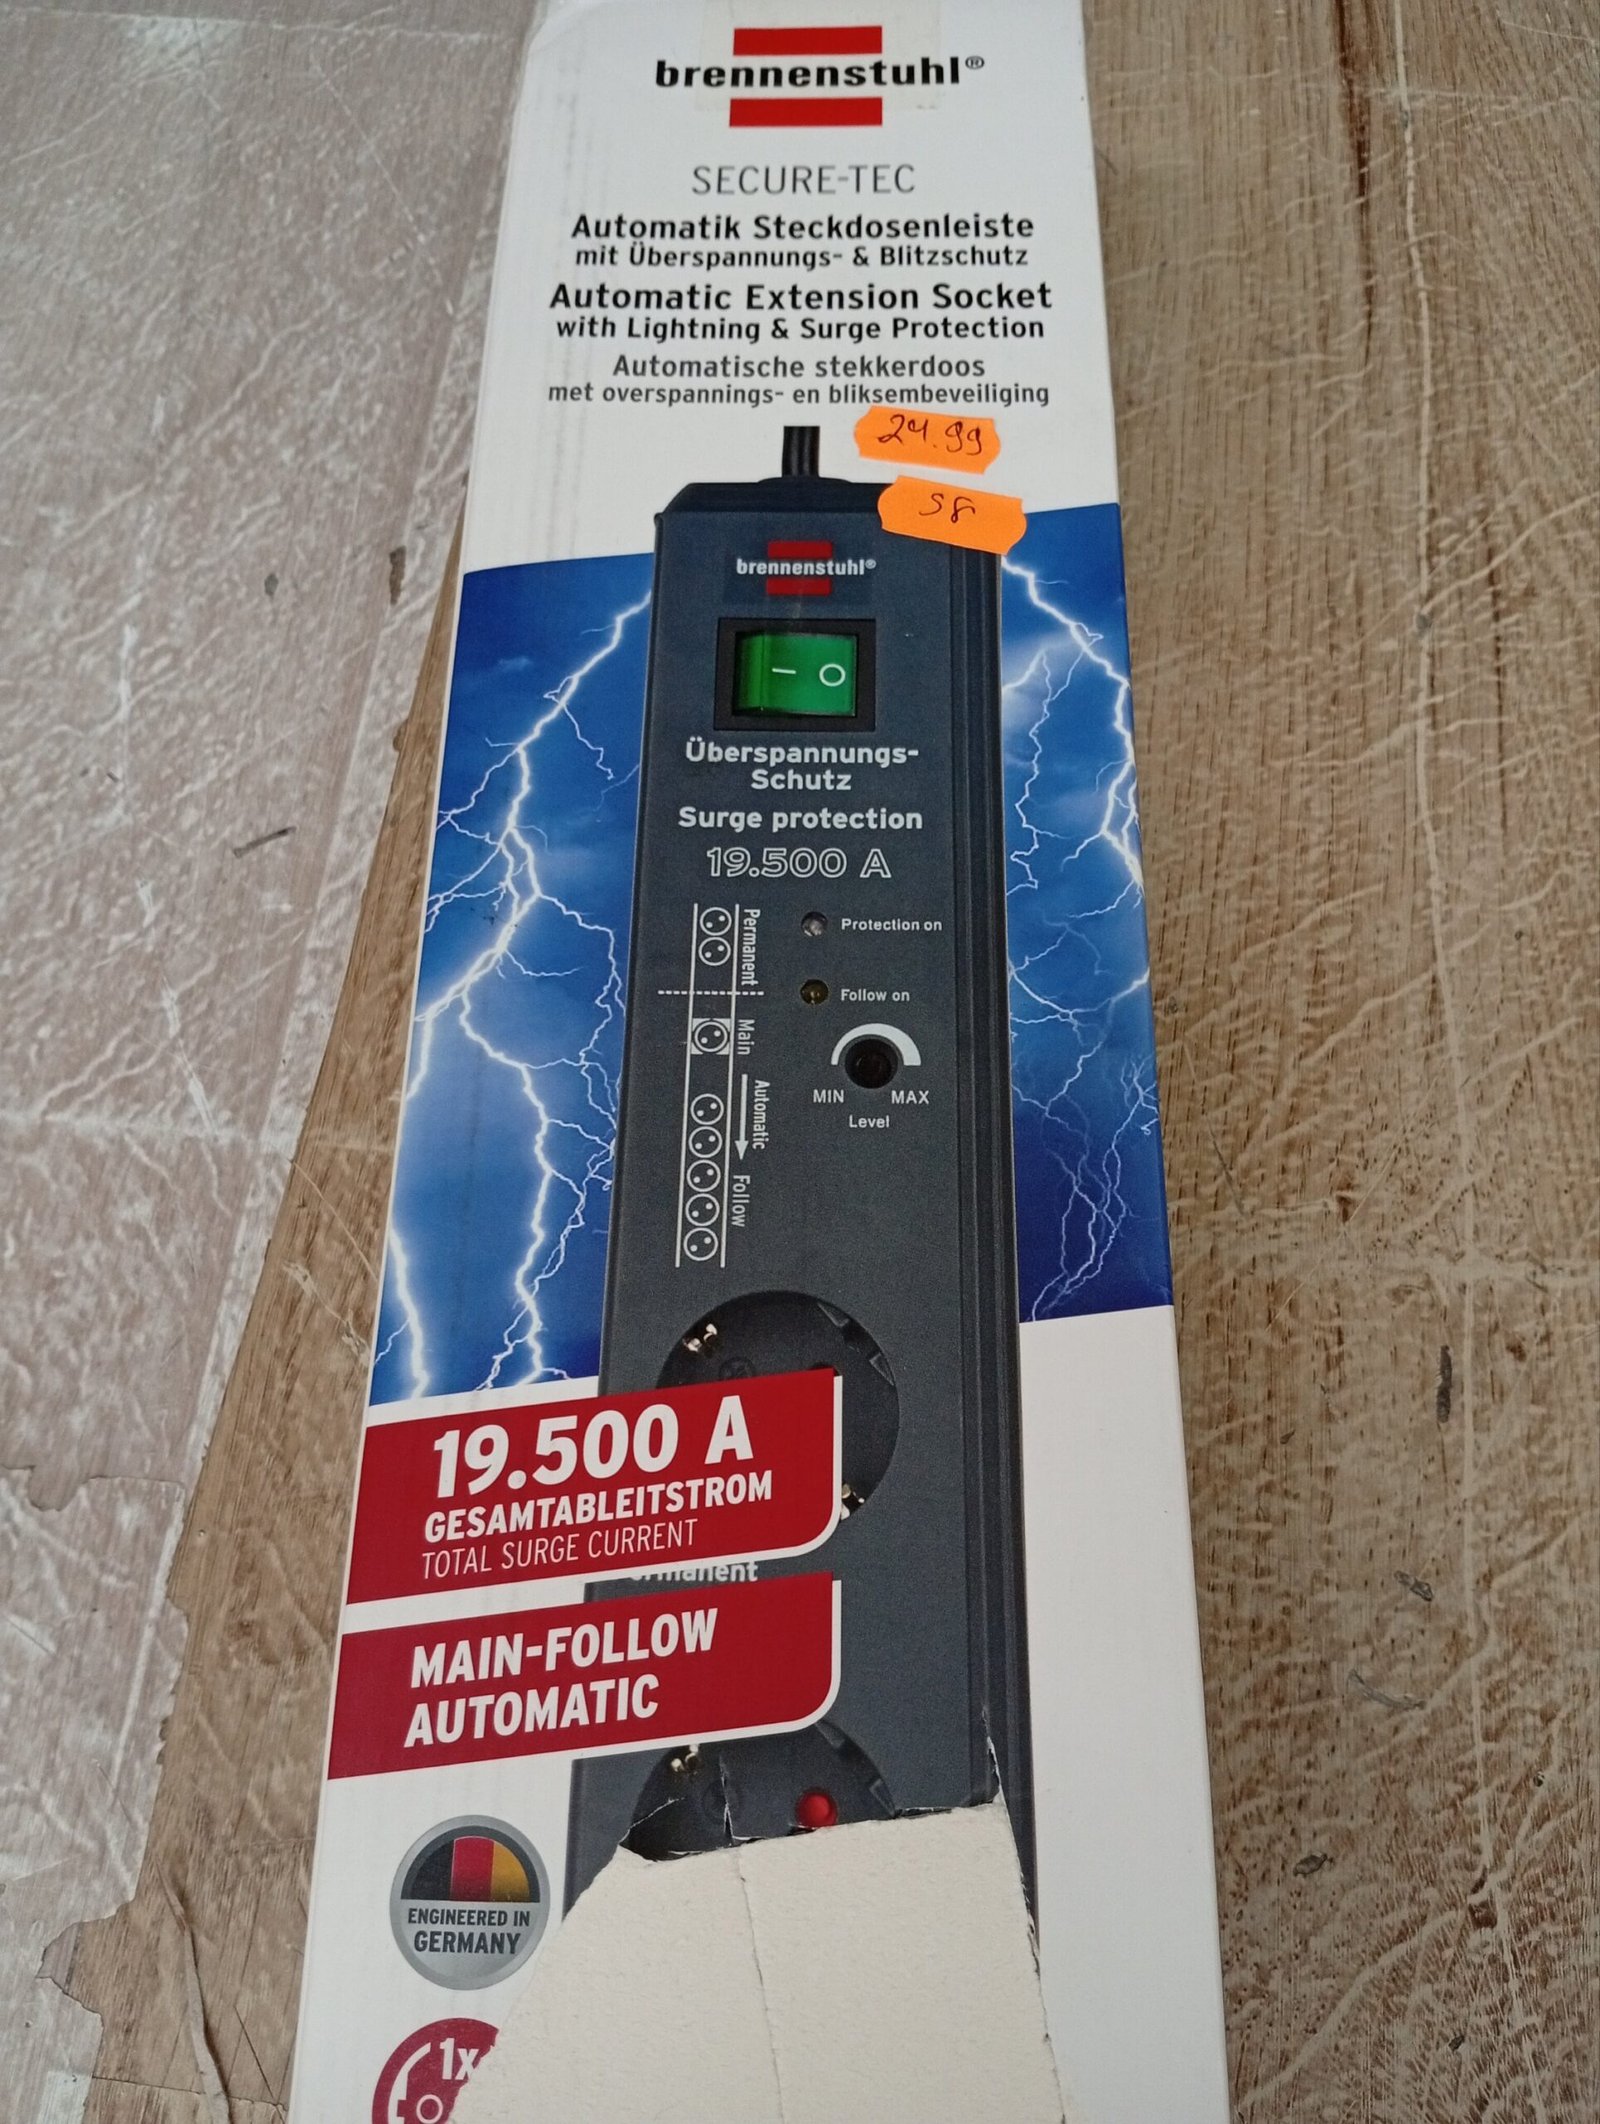 brennenstuhl®
SECURE-TEC
Automatik Steckdosenleiste
mit Überspannungs- & Blitzschutz
Automatic Extension Socket
with Lightning & Surge Protection
Automatische stekkerdoos
met overspannings- en bliksembeveiliging
24.99
58
brennenstuhl®
Überspannungs-
Schutz
Surge protection
19.500 A
Permanent
Main
Automatic
Follow
Protection on
Follow on
MIN MAX
Level
19.500 A
GESAMTABLEITSTROM
TOTAL SURGE CURRENT
MAIN-FOLLOW
AUTOMATIC
ENGINEERED IN
GERMANY
1x